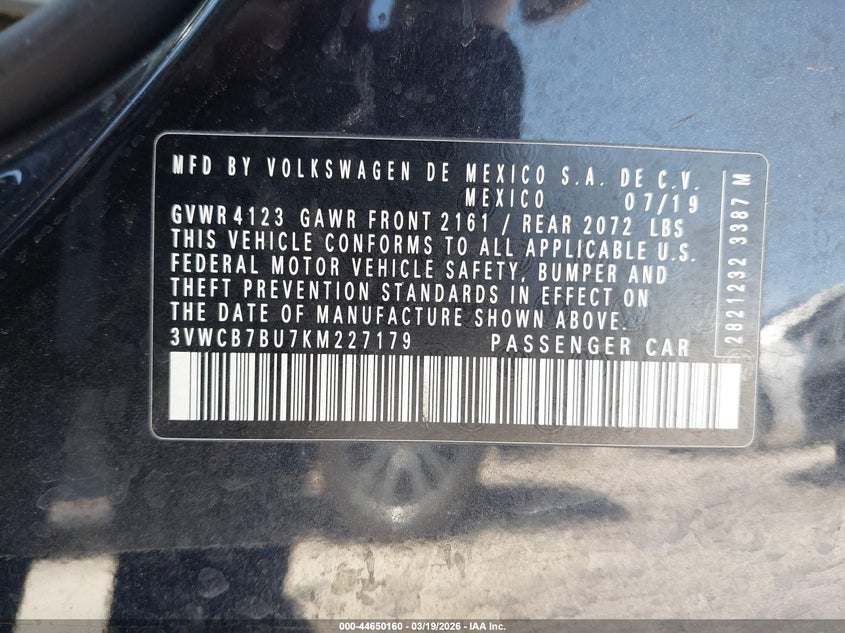 MFD BY VOLKSWAGEN DE MEXICO S.A. DE C.V.
MEXICO 07/19
GVWR 4123 GAWR FRONT 2161 / REAR 2072 LBS
THIS VEHICLE CONFORMS TO ALL APPLICABLE U.S.
FEDERAL MOTOR VEHICLE SAFETY, BUMPER AND
THEFT PREVENTION STANDARDS IN EFFECT ON
THE DATE OF MANUFACTURE SHOWN ABOVE.
3VWCB7BU7KM227179 PASSENGER CAR
2821232 3387 M
000-44650160 - 03/19/2026 - IAA Inc.